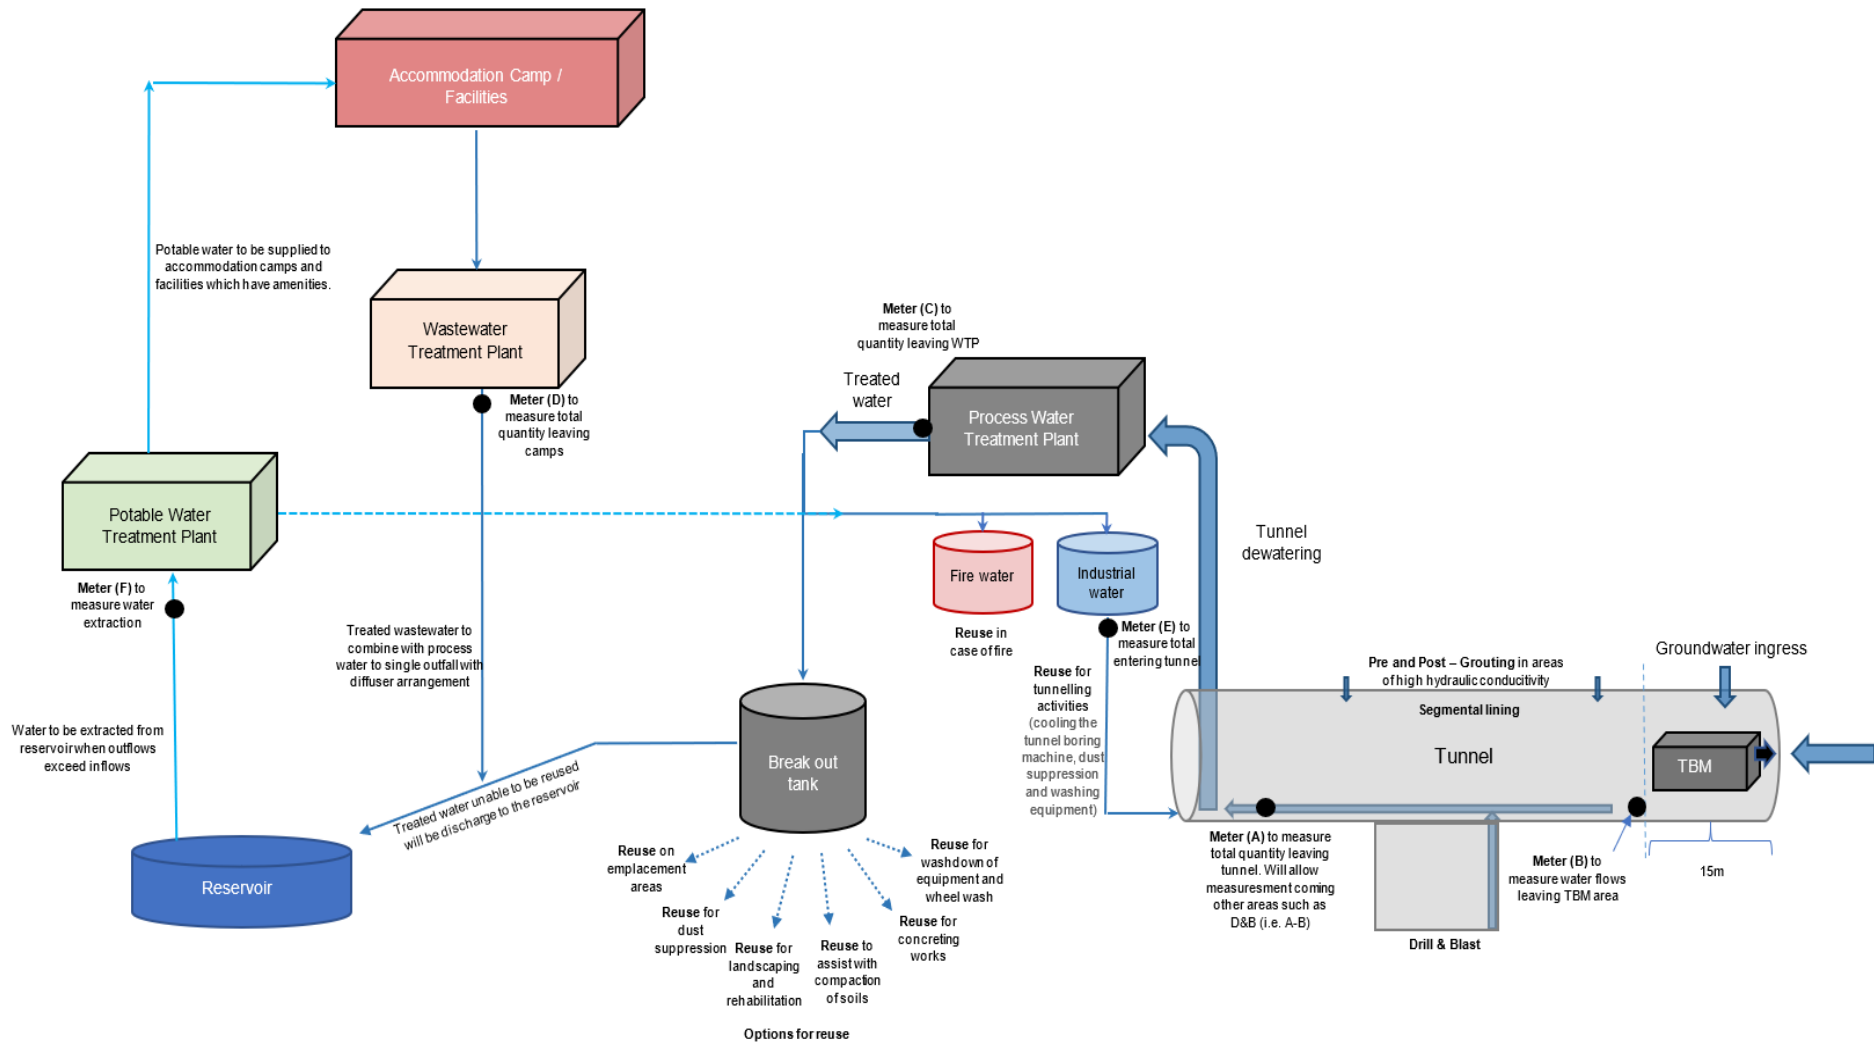 Accommodation Camp /
Facilities
Potable water to be supplied to
accommodation camps and
facilities which have amenities.
Wastewater
Treatment Plant
Meter (C) to
measure total
quantity leaving WTP
Treated
water
Process Water
Treatment Plant
Meter (D) to
measure total
quantity leaving
camps
Potable Water
Treatment Plant
Tunnel
dewatering
Fire water
Industrial
water
Meter (F) to
measure water
extraction
Reuse in
case of fire
Meter (E) to
measure total
entering tunnel
Treated wastewater to
combine with process
water to single outfall with
diffuser arrangement
Groundwater ingress
Pre and Post – Grouting in areas
of high hydraulic conducitivity
Reuse for
tunnelling
activities
(cooling the
tunnel boring
machine, dust
suppression
and washing
equipment)
Segmental lining
Water to be extracted from
reservoir when outflows
exceed inflows
Tunnel
TBM
Break out
tank
Treated water unable to be reused
will be discharge to the reservoir
Reservoir
Reuse on
emplacement
areas
Reuse for
washdown of
equipment and
wheel wash
Meter (A) to measure
total quantity leaving
tunnel. Will allow
measuresment coming
other areas such as
D&B (i.e. A-B)
Meter (B) to
measure water flows
leaving TBM area
15m
Reuse for
dust
suppression
Reuse for
landscaping
and
rehabilitation
Reuse to
assist with
compaction
of soils
Reuse for
concreting
works
Drill & Blast
Options for reuse